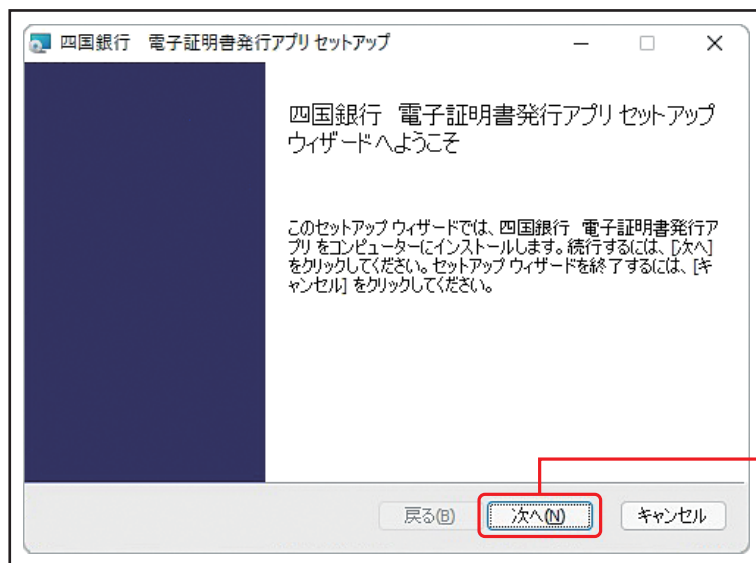 四国銀行　電子証明書発行アプリ セットアップ
四国銀行　電子証明書発行アプリ セットアップ
ウィザードへようこそ
このセットアップ ウィザードでは、四国銀行　電子証明書発行ア
プリ をコンピューターにインストールします。続行するには、[次へ]
をクリックしてください。セットアップ ウィザードを終了するには、[キ
ャンセル] をクリックしてください。
戻る(B) 次へ(N) キャンセル